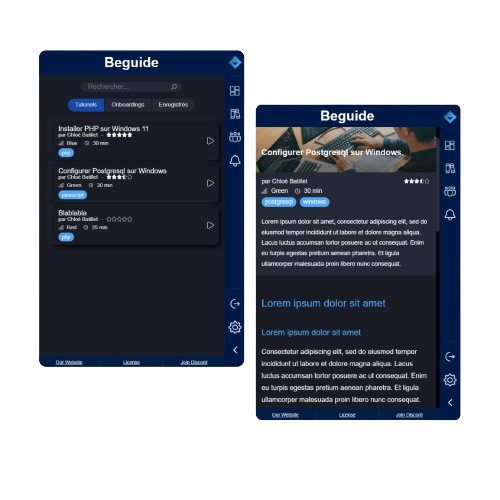 Beguide
Rechercher...
Tutoriels
Onboardings
Enregistrés
Installer PHP sur Windows 11
par Chloé Batillet -
Blue
30 min
php
Configurer Postgresql sur Windows
par Chloé Batillet -
Green
30 min
javascript
Blablabla
par Chloé Batillet -
Red
25 min
php
Our Website
License
Join Discord
Beguide
Configurer Postgresql sur Windows
par Chloé Batillet
Green
30 min
postgresql
windows
Lorem ipsum dolor sit amet, consectetur adipiscing elit, sed do
eiusmod tempor incididunt ut labore et dolore magna aliqua.
Lacus luctus accumsan tortor posuere ac ut consequat. Enim
eu turpis egestas pretium aenean pharetra. Et magnis
ullamcorper malesuada proin libero nunc consequat.
Lorem ipsum dolor sit amet
Lorem ipsum dolor sit amet
Consectetur adipiscing elit, sed do eiusmod tempor
incididunt ut labore et dolore magna aliqua. Lacus
luctus accumsan tortor posuere ac ut consequat. Enim
eu turpis egestas pretium aenean pharetra. Et magnis
ullamcorper malesuada proin libero nunc consequat.
Our Website
License
Join Discord